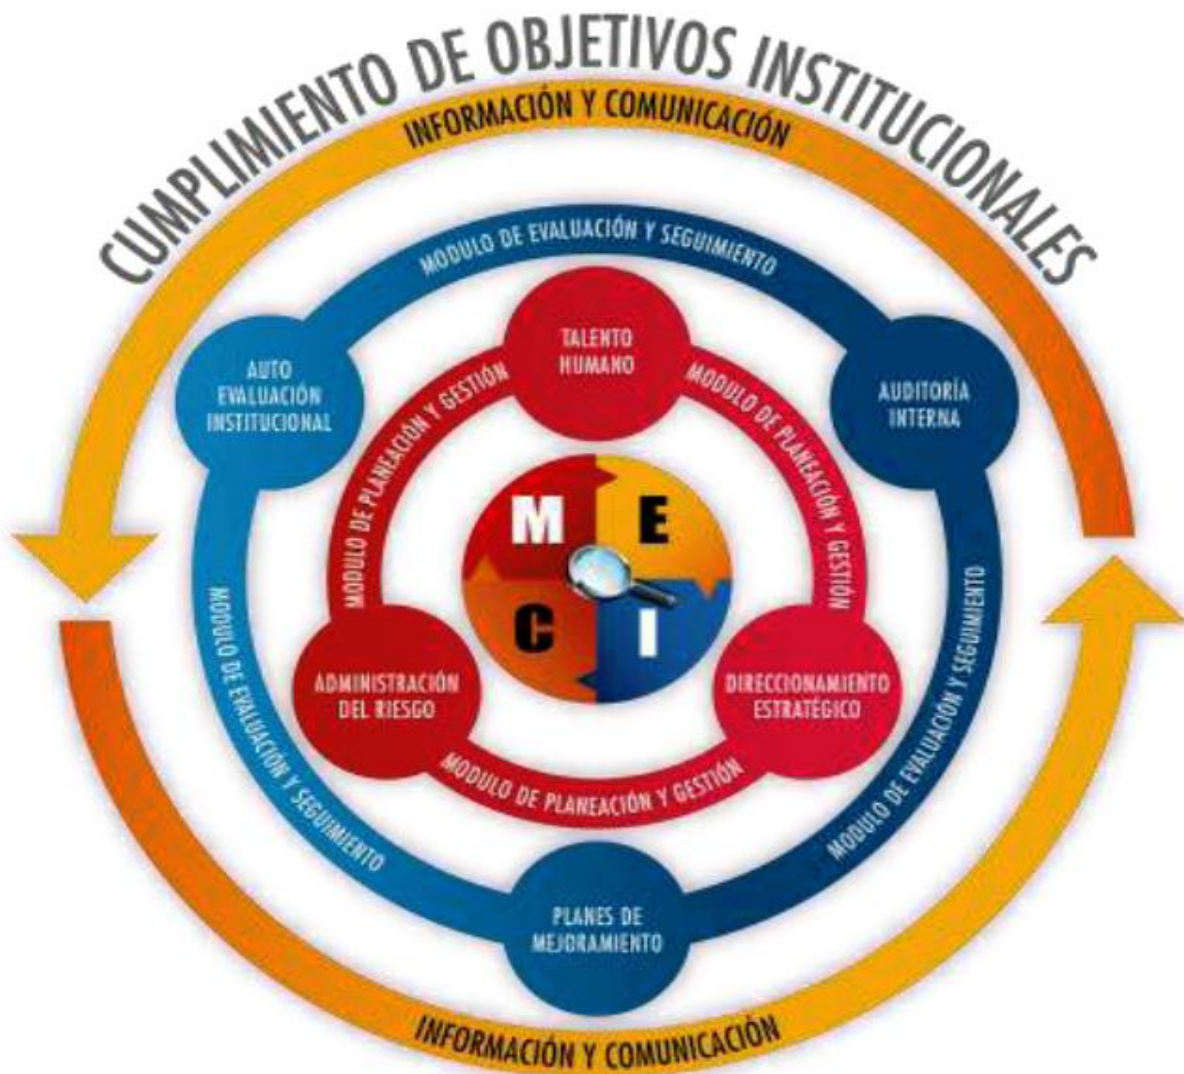 CUMPLIMIENTO DE OBJETIVOS INSTITUCIONALES
INFORMACIÓN Y COMUNICACIÓN
MODULO DE EVALUACIÓN Y SEGUIMIENTO
TALENTO
HUMANO
AUTO
EVALUACIÓN
INSTITUCIONAL
AUDITORÍA
INTERNA
MODULO DE PLANEACIÓN Y GESTIÓN
MODULO DE PLANEACIÓN Y GESTIÓN
M E
C I
MODULO DE EVALUACIÓN Y SEGUIMIENTO
MODULO DE EVALUACIÓN Y SEGUIMIENTO
ADMINISTRACIÓN
DEL RIESGO
DIRECCIONAMIENTO
ESTRATÉGICO
MODULO DE PLANEACIÓN Y GESTIÓN
PLANES DE
MEJORAMIENTO
INFORMACIÓN Y COMUNICACIÓN